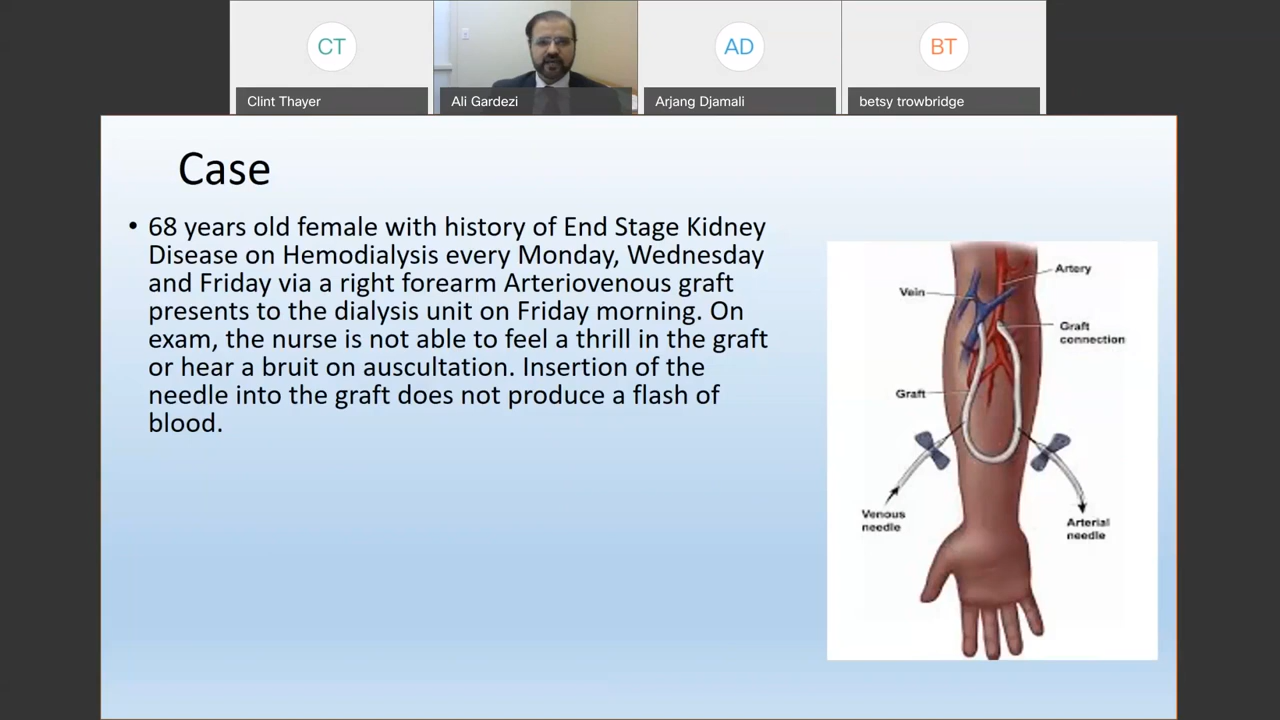 CT
AD
BT
Clint Thayer
Ali Gardezi
Arjang Djamali
betsy trowbridge
Case
• 68 years old female with history of End Stage Kidney
Disease on Hemodialysis every Monday, Wednesday
and Friday via a right forearm Arteriovenous graft
presents to the dialysis unit on Friday morning. On
exam, the nurse is not able to feel a thrill in the graft
or hear a bruit on auscultation. Insertion of the
needle into the graft does not produce a flash of
blood.
Artery
Vein
Graft
connection
Graft
Venous
needle
Arterial
needle